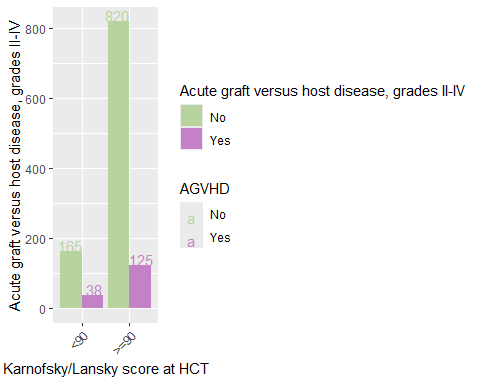 Acute graft versus host disease, grades II-IV
800
600
400
200
0
820
165
125
38
<90
>=90
Karnofsky/Lansky score at HCT
Acute graft versus host disease, grades II-IV
No
Yes
AGVHD
a No
a Yes